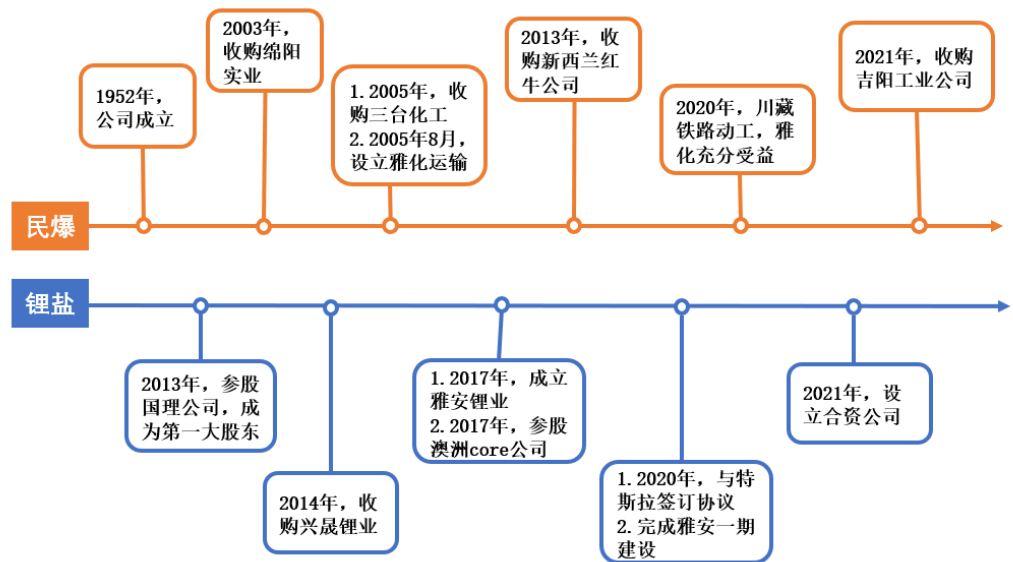 1952年，
公司成立
2003年，
收购绵阳
实业
1.2005年，收
购三台化工
2.2005年8月，
设立雅化运输
2013年，收
购新西兰红
牛公司
2020年，川藏
铁路动工，雅
化充分受益
2021年，收购
吉阳工业公司
民爆
锂盐
2013年，参股
国理公司，成
为第一大股东
2014年，收
购兴晟锂业
1.2017年，成立
雅安锂业
2.2017年，参股
澳洲core公司
1.2020年，与特
斯拉签订协议
2.完成雅安一期
建设
2021年，设
立合资公司